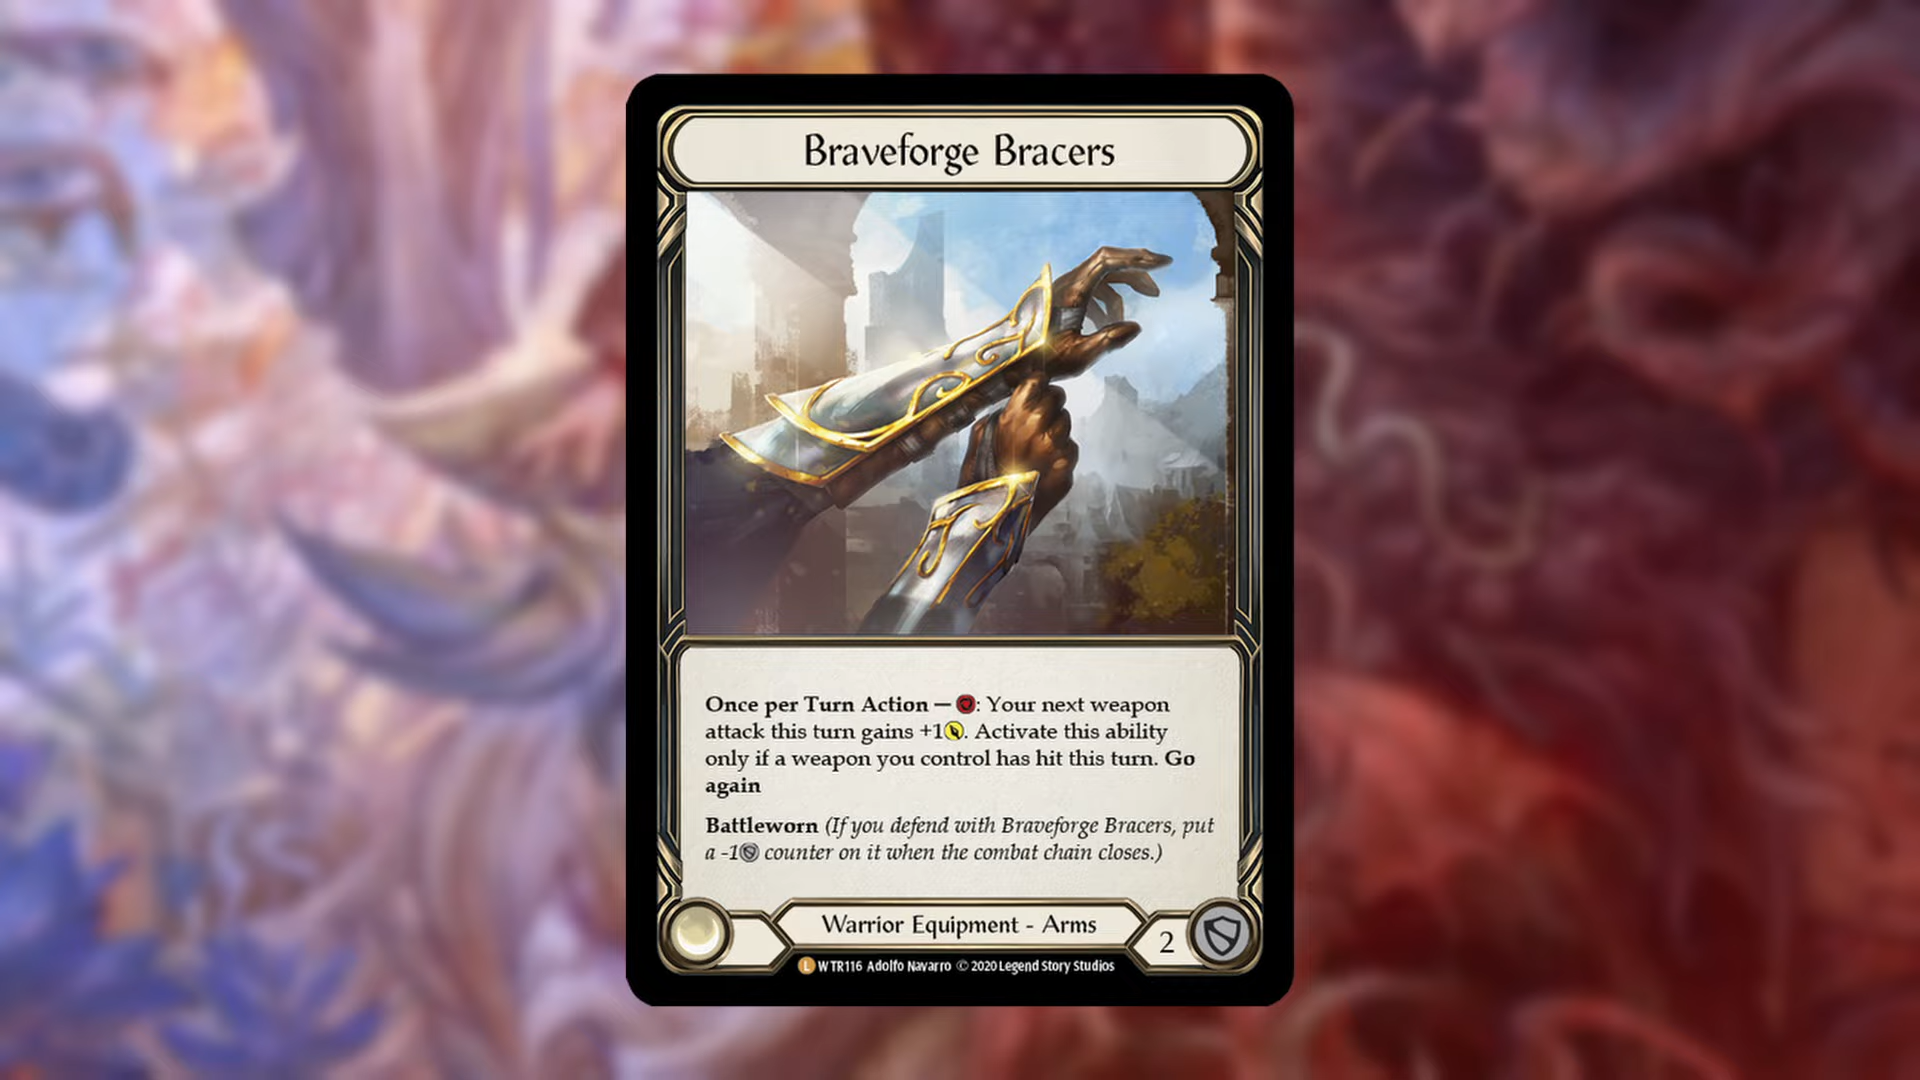 Braveforge Bracers
Once per Turn Action — : Your next weapon
attack this turn gains +1. Activate this ability
only if a weapon you control has hit this turn. Go
again
Battleworn (If you defend with Braveforge Bracers, put
a -1 counter on it when the combat chain closes.)
Warrior Equipment - Arms
2
L WTR116 Adolfo Navarro © 2020 Legend Story Studios